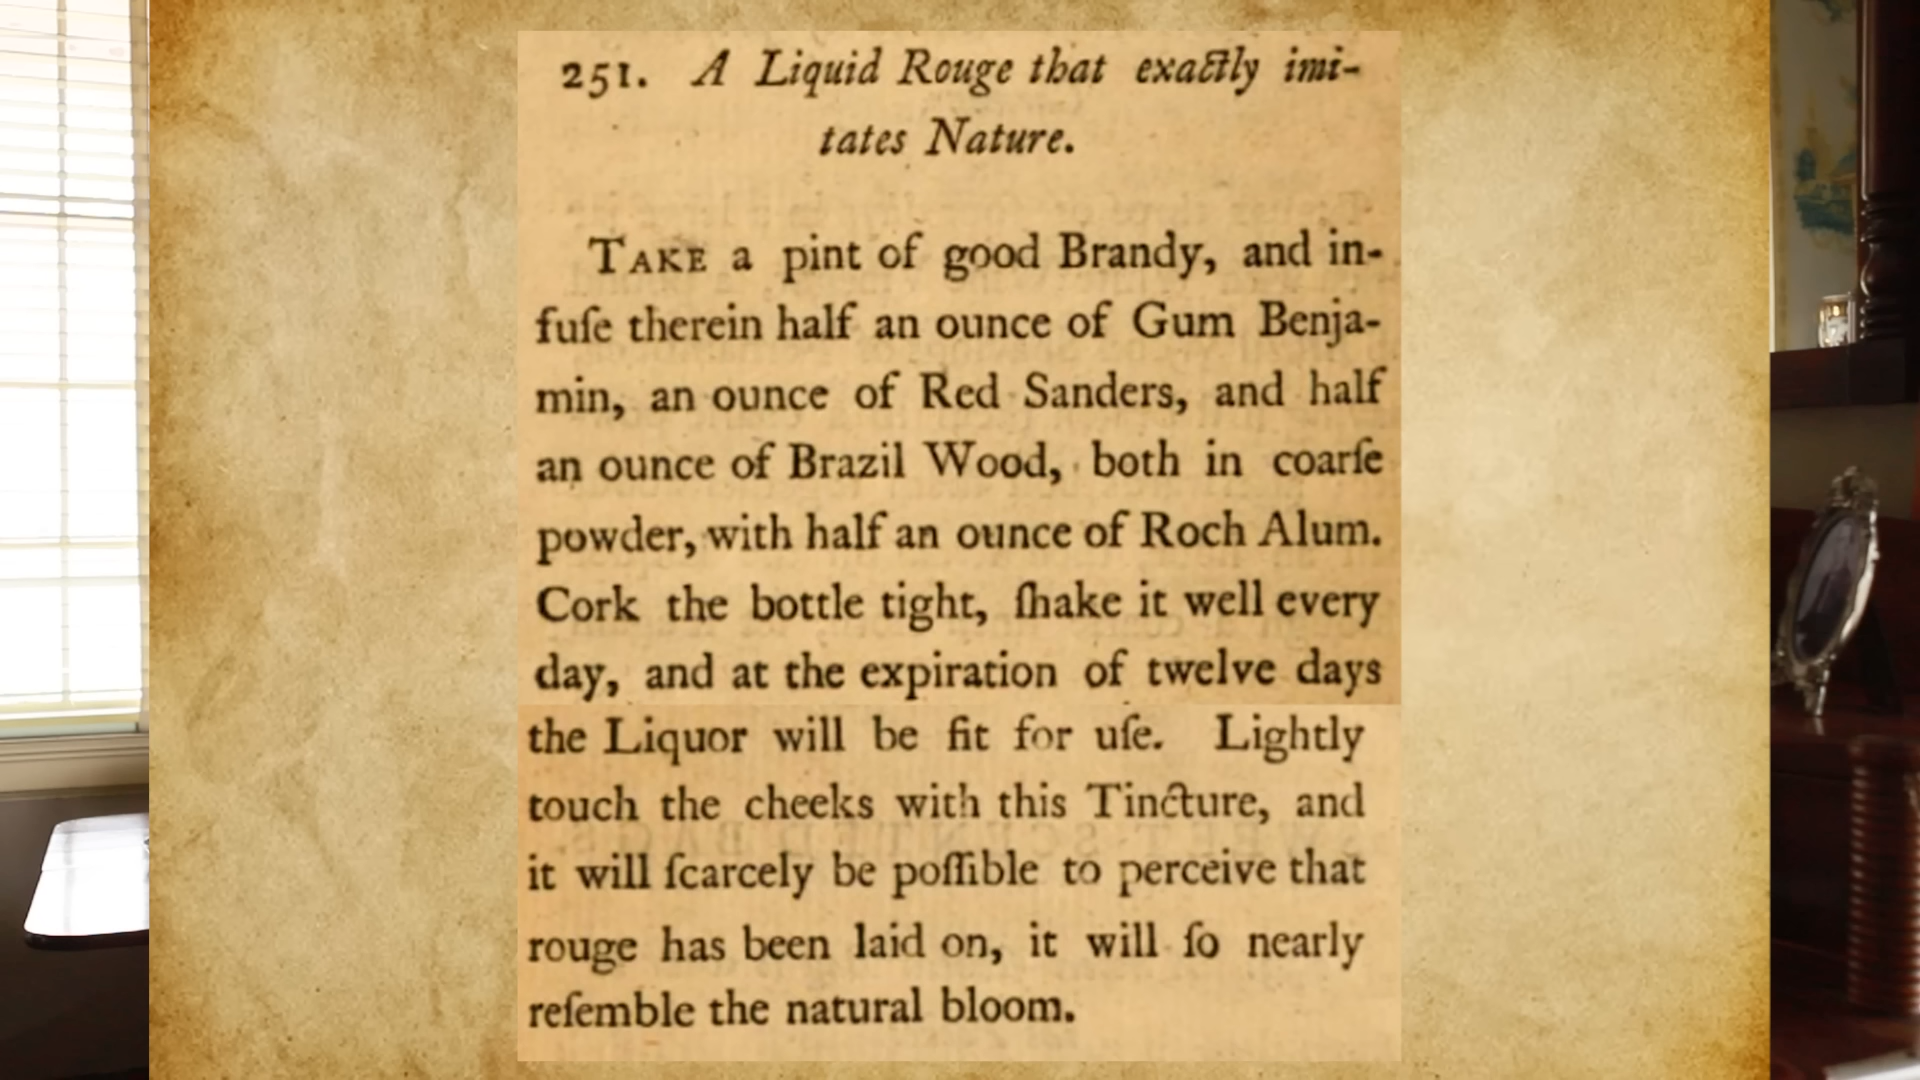 251. A Liquid Rouge that exactly imi-
tates Nature.
TAKE a pint of good Brandy, and in-
fuſe therein half an ounce of Gum Benja-
min, an ounce of Red Sanders, and half
an ounce of Brazil Wood, both in coarſe
powder, with half an ounce of Roch Alum.
Cork the bottle tight, ſhake it well every
day, and at the expiration of twelve days
the Liquor will be fit for uſe. Lightly
touch the cheeks with this Tincture, and
it will ſcarcely be poſſible to perceive that
rouge has been laid on, it will ſo nearly
reſemble the natural bloom.